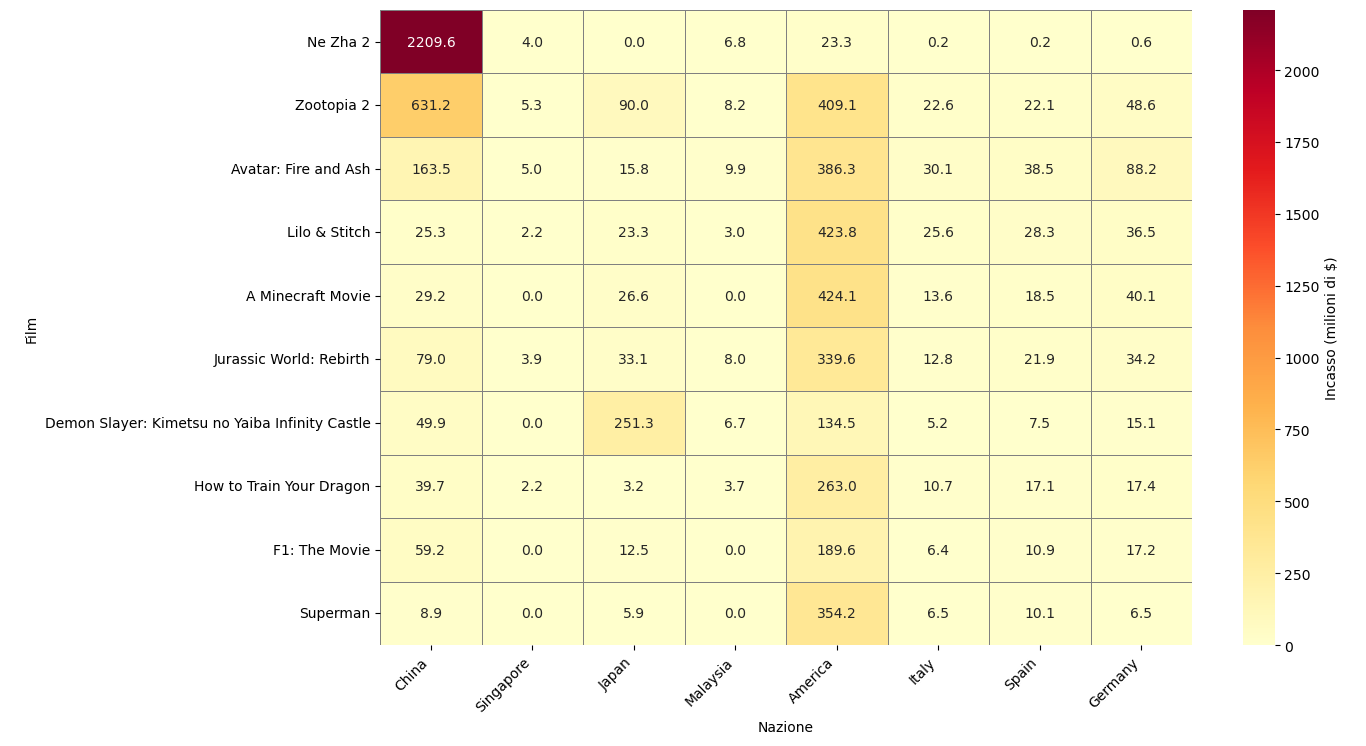 Ne Zha 2 2209.6 4.0 0.0 6.8 23.3 0.2 0.2 0.6
Zootopia 2 631.2 5.3 90.0 8.2 409.1 22.6 22.1 48.6
Avatar: Fire and Ash 163.5 5.0 15.8 9.9 386.3 30.1 38.5 88.2
Lilo & Stitch 25.3 2.2 23.3 3.0 423.8 25.6 28.3 36.5
A Minecraft Movie 29.2 0.0 26.6 0.0 424.1 13.6 18.5 40.1
Jurassic World: Rebirth 79.0 3.9 33.1 8.0 339.6 12.8 21.9 34.2
Demon Slayer: Kimetsu no Yaiba Infinity Castle 49.9 0.0 251.3 6.7 134.5 5.2 7.5 15.1
How to Train Your Dragon 39.7 2.2 3.2 3.7 263.0 10.7 17.1 17.4
F1: The Movie 59.2 0.0 12.5 0.0 189.6 6.4 10.9 17.2
Superman 8.9 0.0 5.9 0.0 354.2 6.5 10.1 6.5
Film
China Singapore Japan Malaysia America Italy Spain Germany
Nazione
2000
1750
1500
1250
1000
750
500
250
0
Incasso (milioni di $)